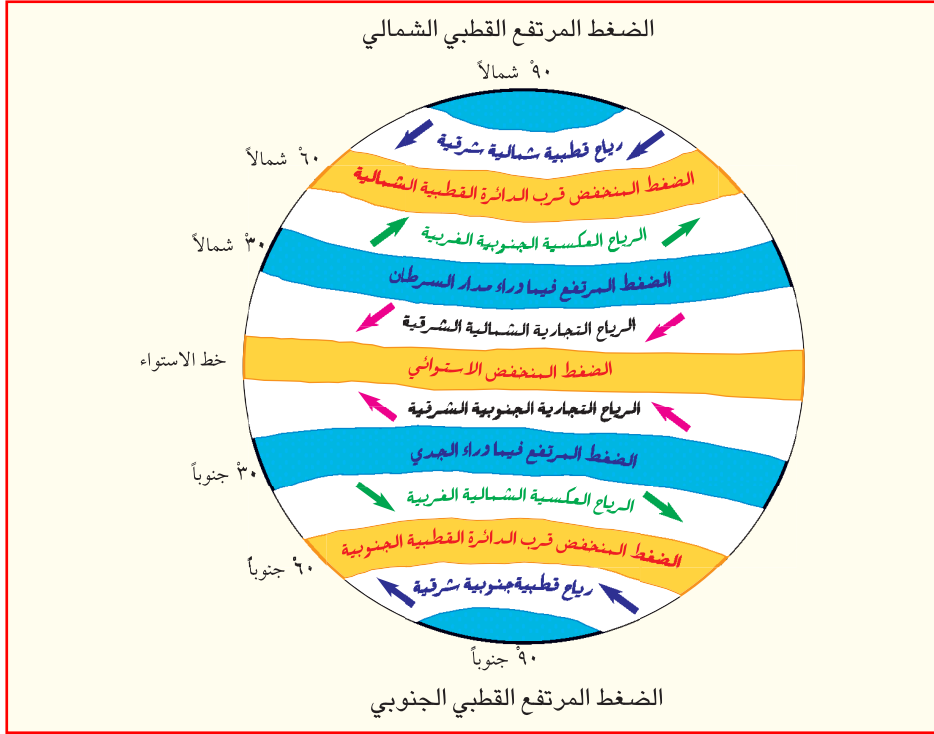 الضغط المرتفع القطبي الشمالي
٩٠ْ شمالاً
رياح قطبية شمالية شرقية
٦٠ْ شمالاً
الضغط المنخفض قرب الدائرة القطبية الشمالية
الرياح العكسية الجنوبية الغربية
٣٠ْ شمالاً
الضغط المرتفع فيما وراء مدار السرطان
الرياح التجارية الشمالية الشرقية
خط الاستواء
الضغط المنخفض الاستوائي
الرياح التجارية الجنوبية الشرقية
الضغط المرتفع فيما وراء الجدي
٣٠ْ جنوباً
الرياح العكسية الشمالية الغربية
الضغط المنخفض قرب الدائرة القطبية الجنوبية
٦٠ْ جنوباً
رياح قطبية جنوبية شرقية
٩٠ْ جنوباً
الضغط المرتفع القطبي الجنوبي